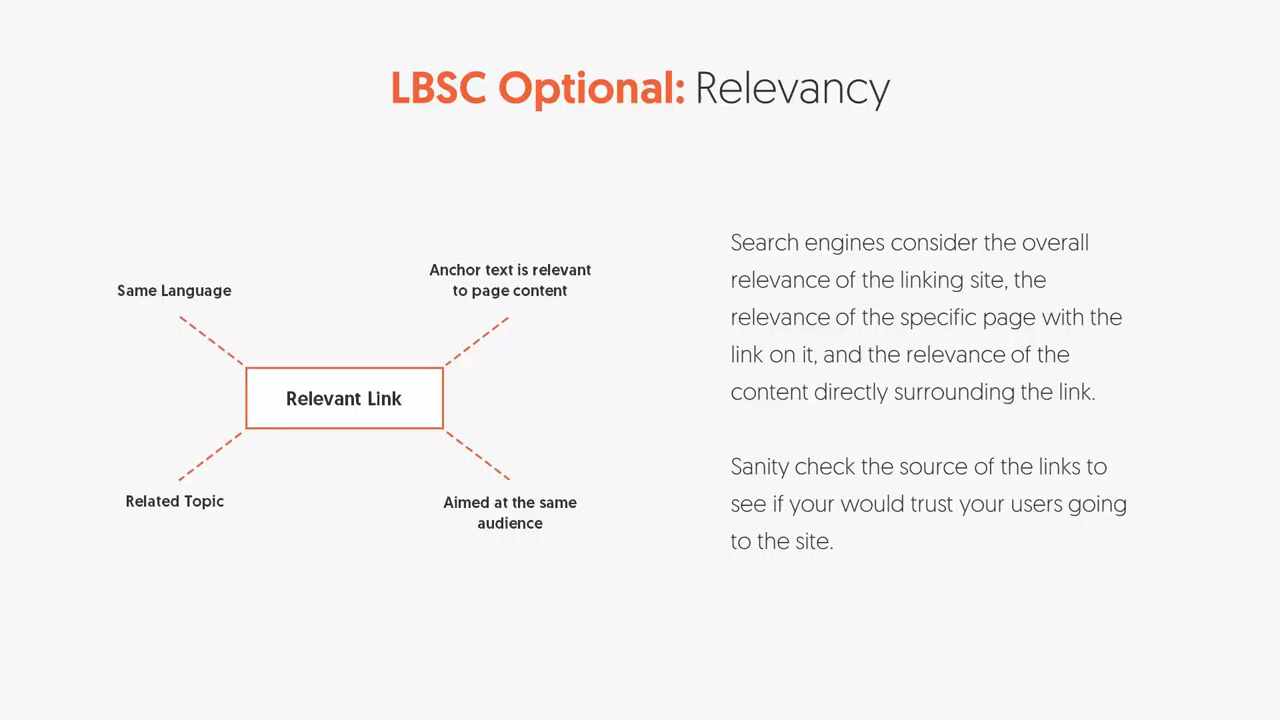 LBSC Optional: Relevancy
Same Language
Anchor text is relevant
to page content
Relevant Link
Related Topic
Aimed at the same
audience
Search engines consider the overall
relevance of the linking site, the
relevance of the specific page with the
link on it, and the relevance of the
content directly surrounding the link.
Sanity check the source of the links to
see if your would trust your users going
to the site.